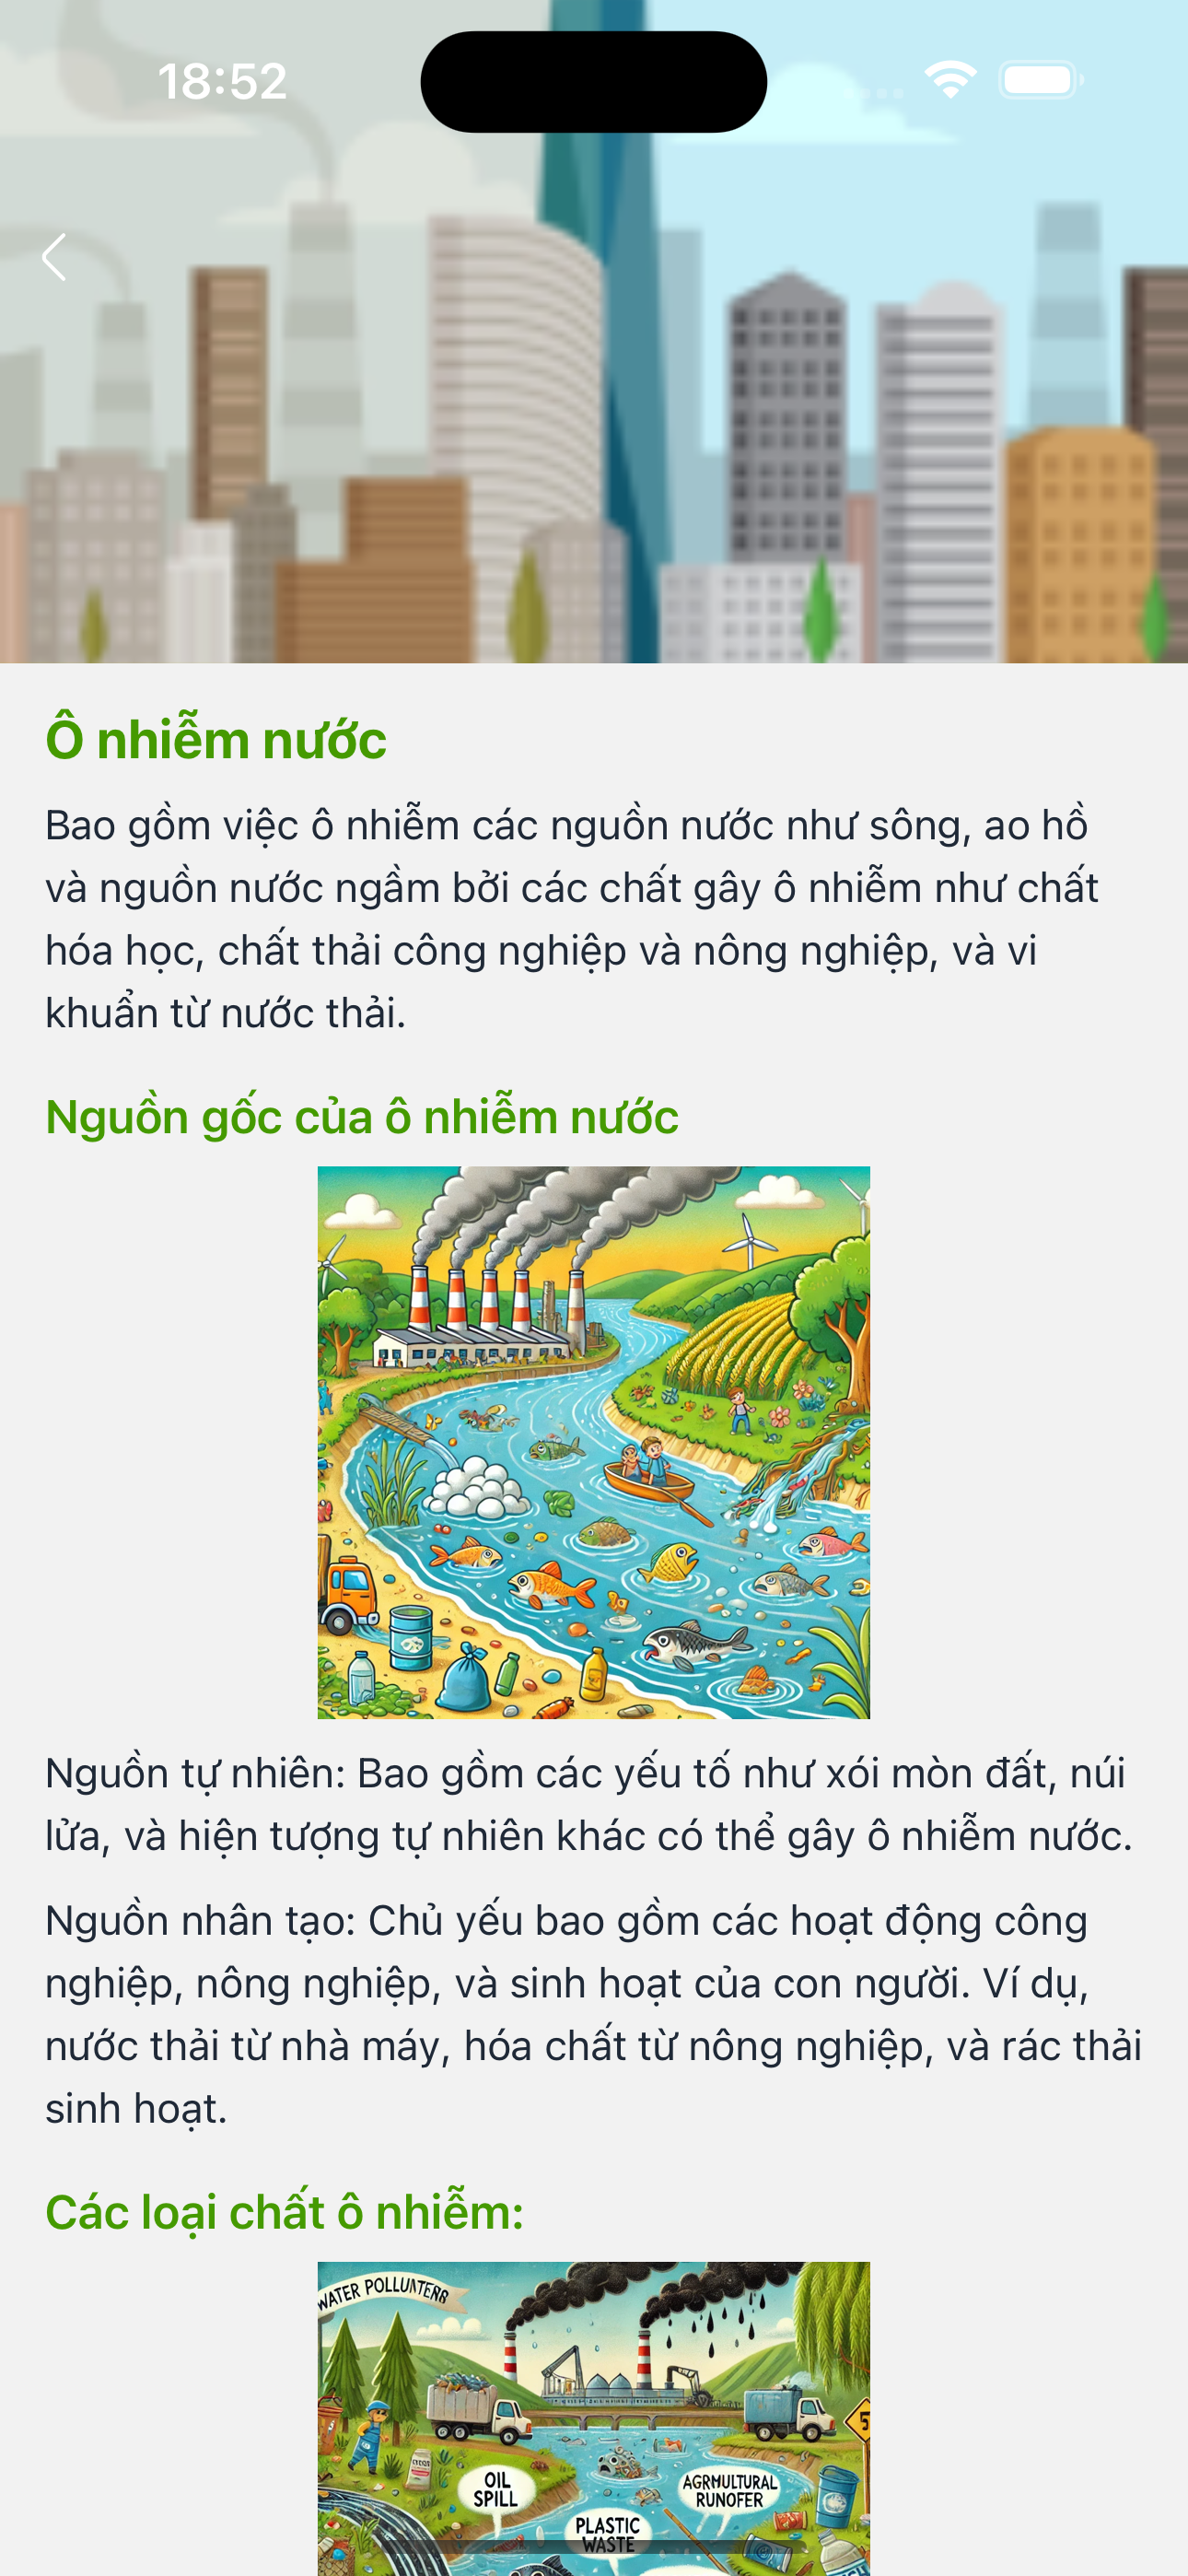 18:52
Ô nhiễm nước
Bao gồm việc ô nhiễm các nguồn nước như sông, ao hồ
và nguồn nước ngầm bởi các chất gây ô nhiễm như chất
hóa học, chất thải công nghiệp và nông nghiệp, và vi
khuẩn từ nước thải.
Nguồn gốc của ô nhiễm nước
Nguồn tự nhiên: Bao gồm các yếu tố như xói mòn đất, núi
lửa, và hiện tượng tự nhiên khác có thể gây ô nhiễm nước.
Nguồn nhân tạo: Chủ yếu bao gồm các hoạt động công
nghiệp, nông nghiệp, và sinh hoạt của con người. Ví dụ,
nước thải từ nhà máy, hóa chất từ nông nghiệp, và rác thải
sinh hoạt.
Các loại chất ô nhiễm:
WATER
OIL
SPILL
AGRMULTURAL
RUNOFER
PLASTIC
WASTE